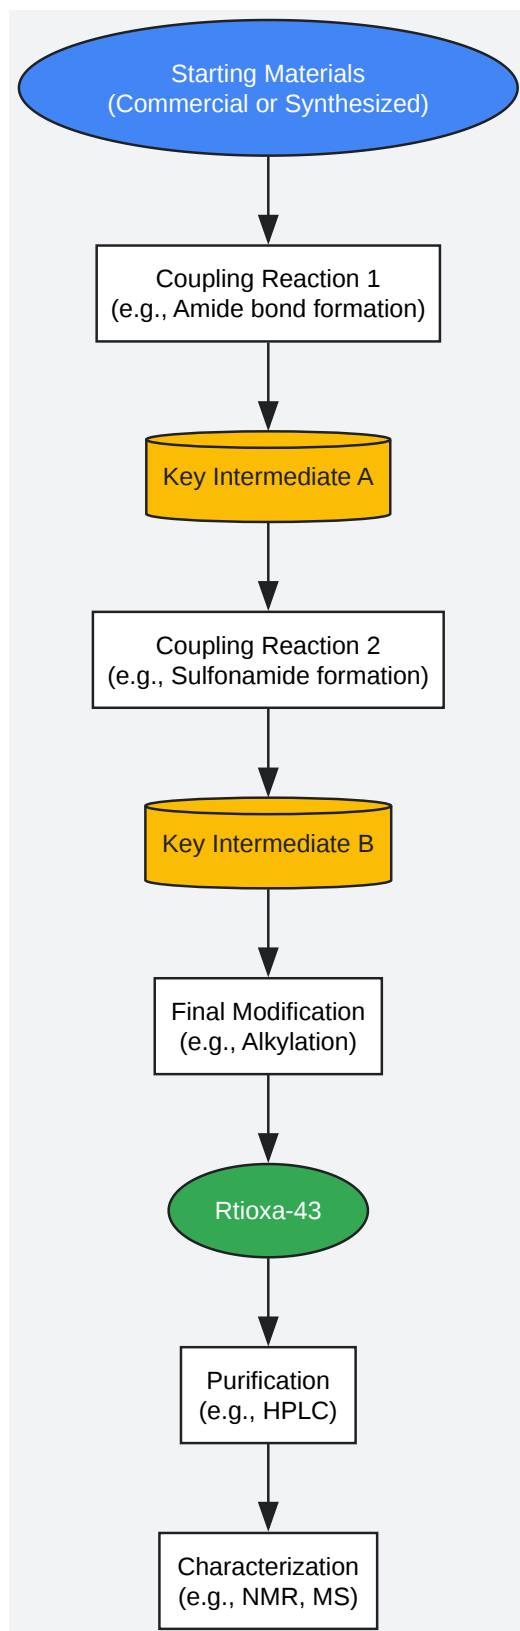 Starting Materials
(Commercial or Synthesized)
Coupling Reaction 1
(e.g., Amide bond formation)
Key Intermediate A
Coupling Reaction 2
(e.g., Sulfonamide formation)
Key Intermediate B
Final Modification
(e.g., Alkylation)
Rtioxa-43
Purification
(e.g., HPLC)
Characterization
(e.g., NMR, MS)